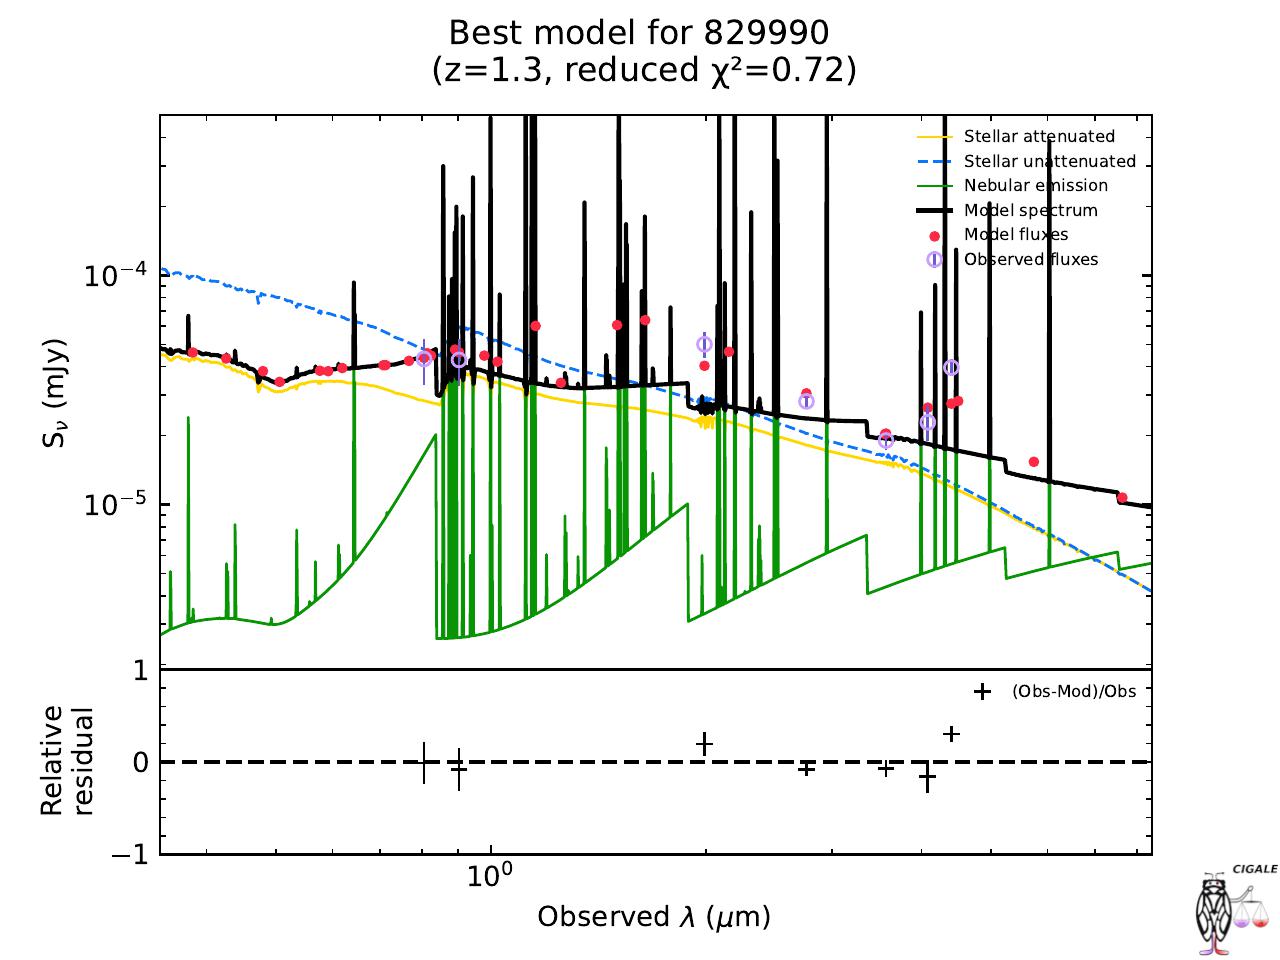 Best model for 829990
(z=1.3, reduced χ²=0.72)
Stellar attenuated
Stellar unattenuated
Nebular emission
Model spectrum
Model fluxes
Observed fluxes
10⁻⁴
10⁻⁵
Sν (mJy)
1
0
−1
(Obs-Mod)/Obs
Relative
residual
10⁰
Observed λ (μm)
CIGALE